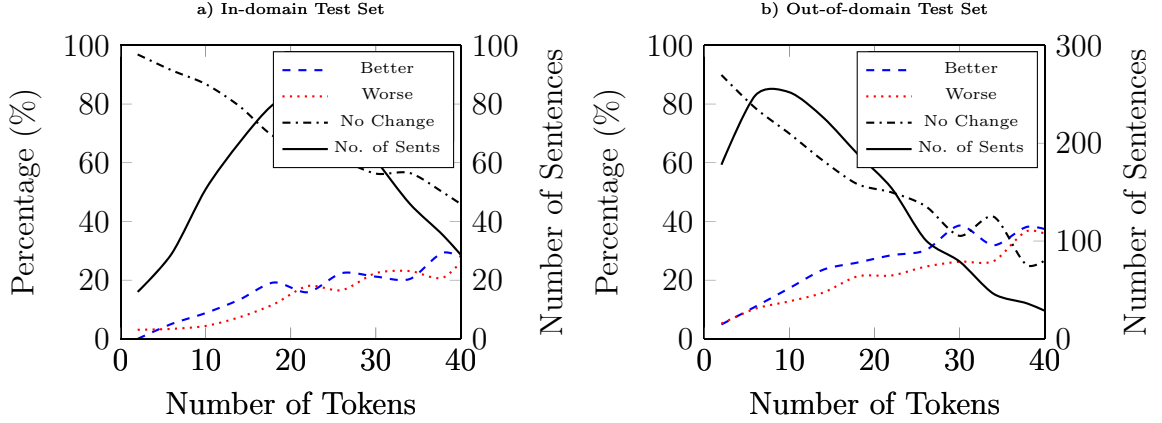 a) In-domain Test Set
100
80
60
40
20
0
Percentage (%)
0
10
20
30
40
Number of Tokens
100
80
60
40
20
0
Number of Sentences
Better
Worse
No Change
No. of Sents
b) Out-of-domain Test Set
100
80
60
40
20
0
Percentage (%)
0
10
20
30
40
Number of Tokens
300
200
100
0
Number of Sentences
Better
Worse
No Change
No. of Sents